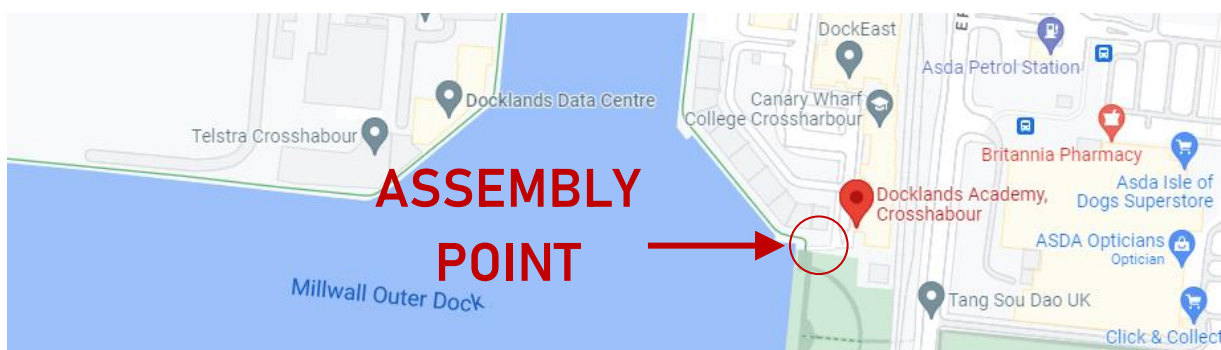 DockEast
Asda Petrol Station
Docklands Data Centre
Canary Wharf
College Crossharbour
Telstra Crosshabour
Britannia Pharmacy
ASSEMBLY
POINT
Docklands Academy,
Crosshabour
Asda Isle of
Dogs Superstore
ASDA Opticians
Optician
Millwall Outer Dock
Tang Sou Dao UK
Click & Collect